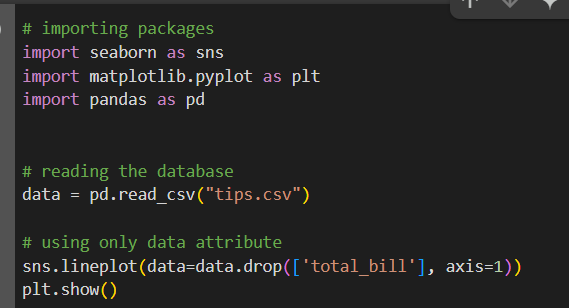 # importing packages
import seaborn as sns
import matplotlib.pyplot as plt
import pandas as pd
# reading the database
data = pd.read_csv("tips.csv")
# using only data attribute
sns.lineplot(data=data.drop(['total_bill'], axis=1))
plt.show()